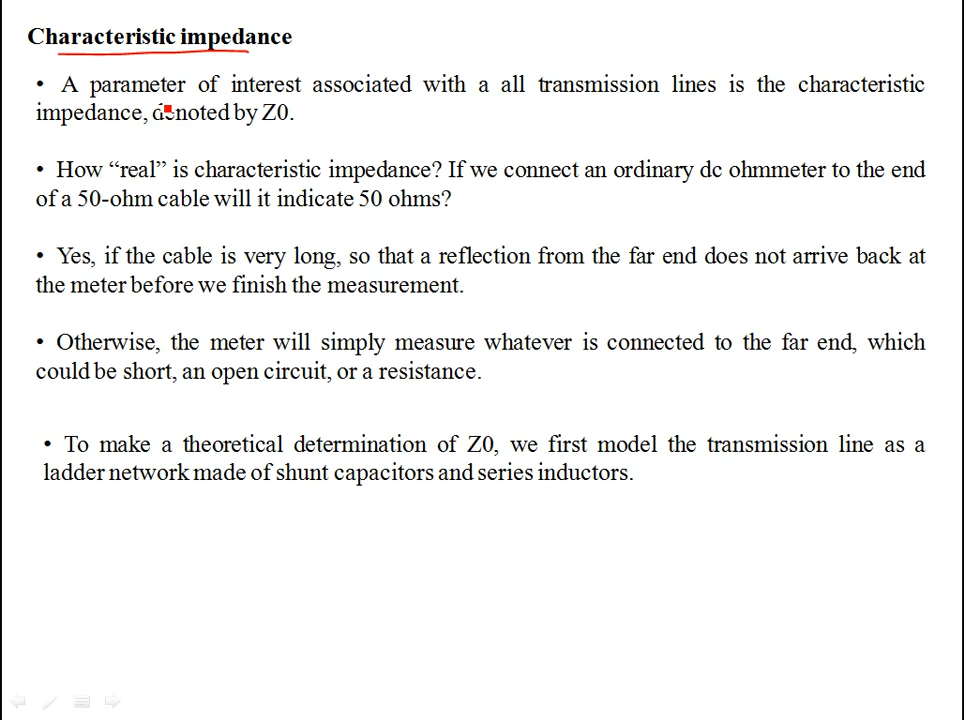 Characteristic impedance
• A parameter of interest associated with a all transmission lines is the characteristic
impedance, denoted by Z0.
• How “real” is characteristic impedance? If we connect an ordinary dc ohmmeter to the end
of a 50-ohm cable will it indicate 50 ohms?
• Yes, if the cable is very long, so that a reflection from the far end does not arrive back at
the meter before we finish the measurement.
• Otherwise, the meter will simply measure whatever is connected to the far end, which
could be short, an open circuit, or a resistance.
• To make a theoretical determination of Z0, we first model the transmission line as a
ladder network made of shunt capacitors and series inductors.